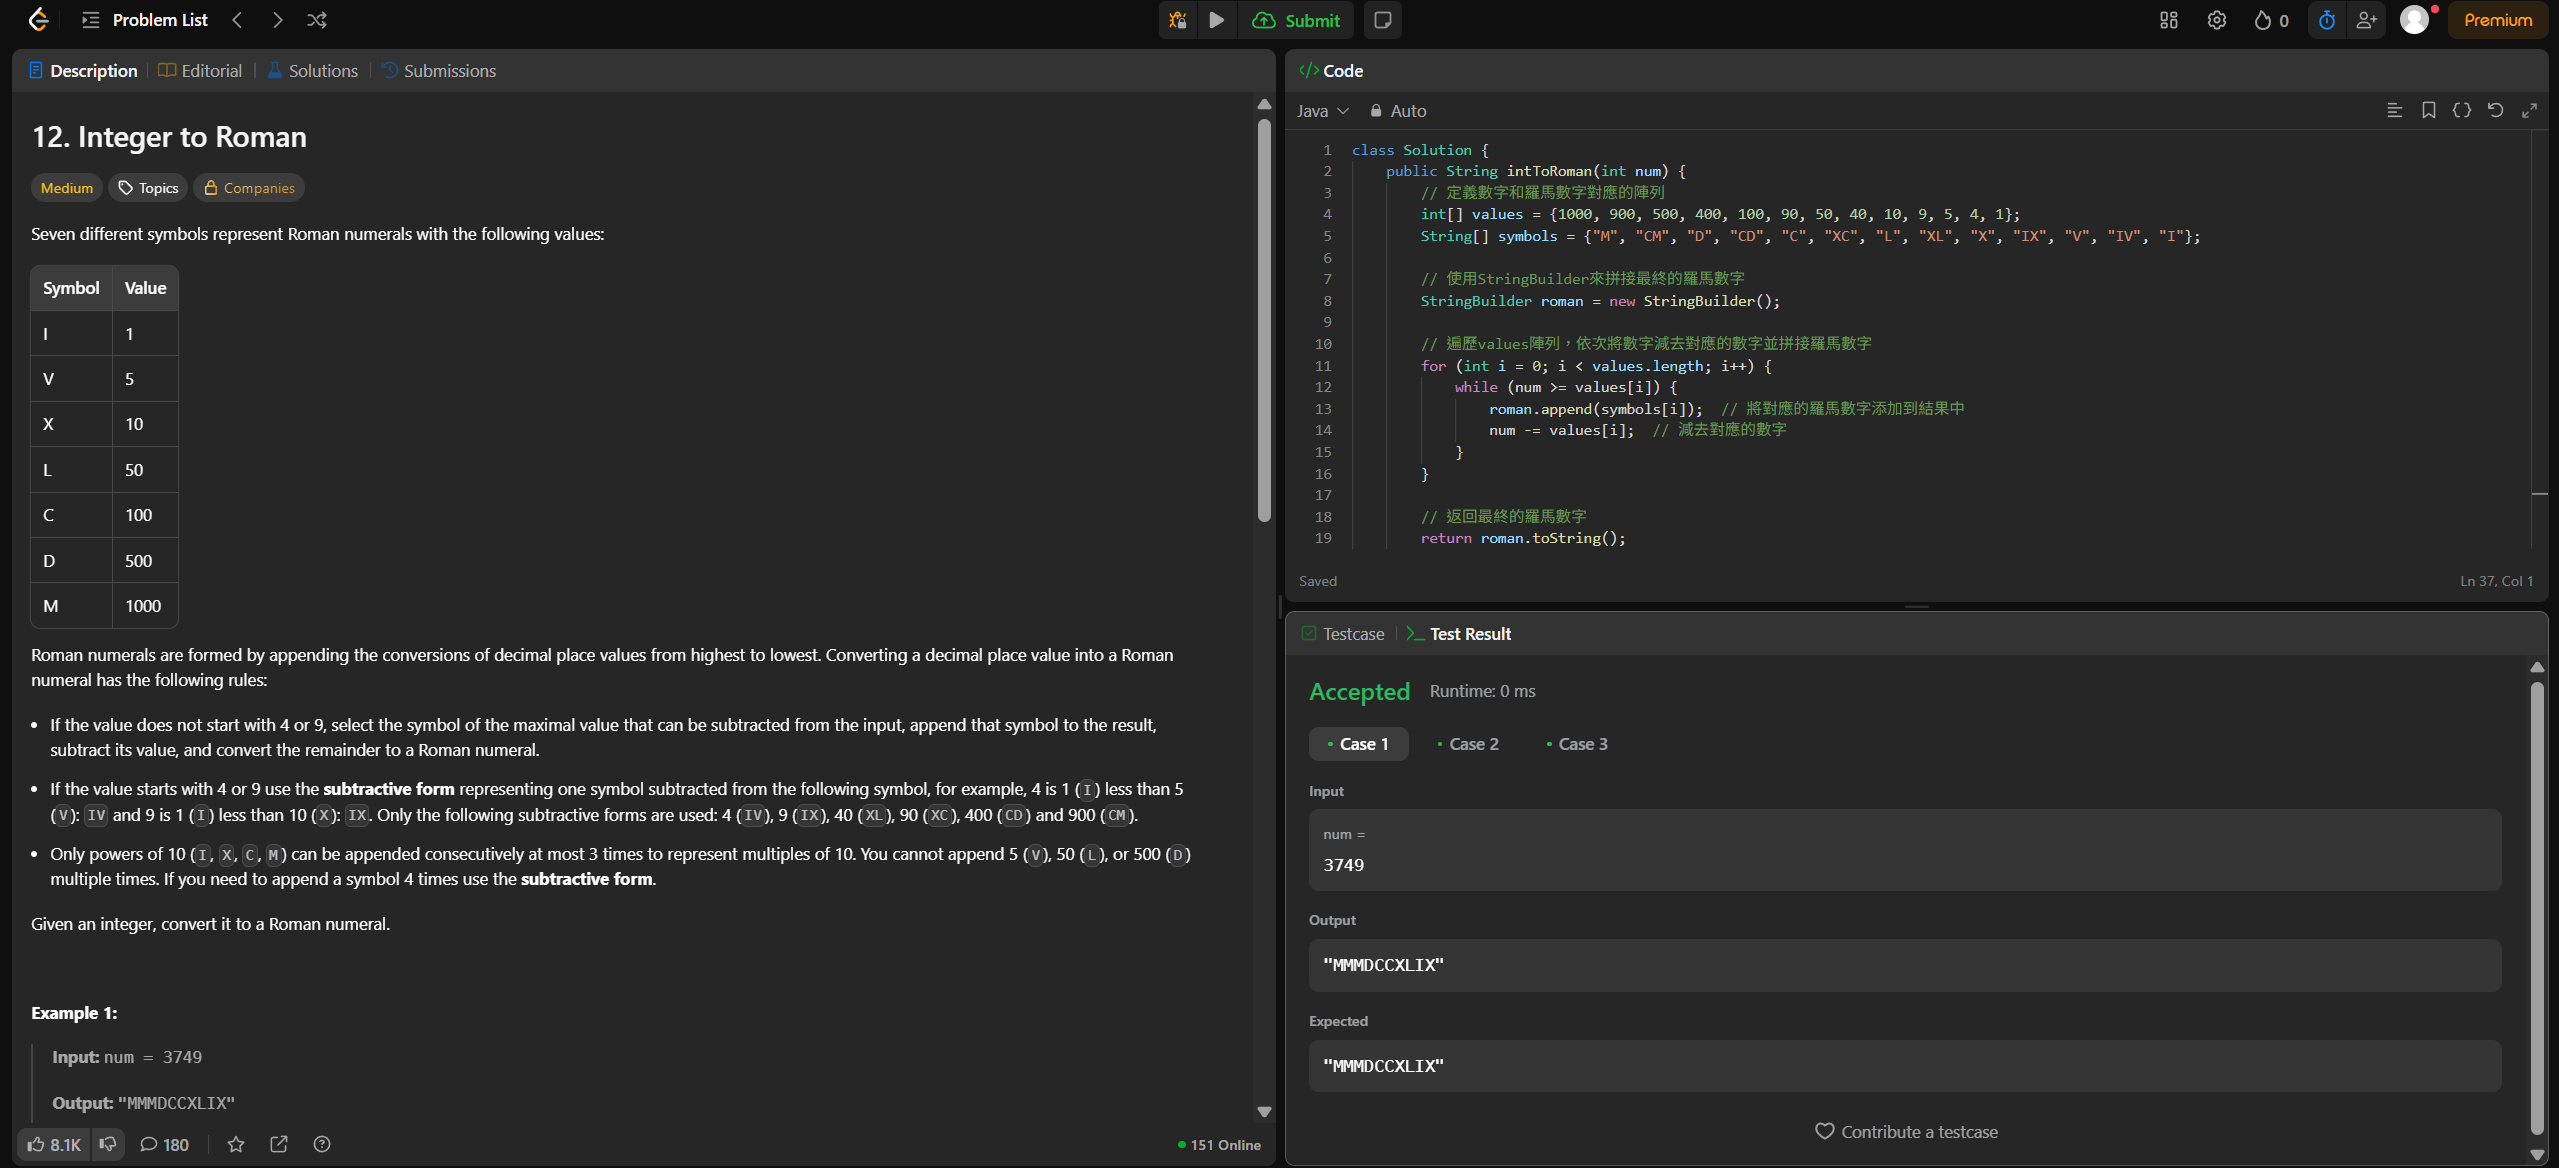 Problem List
Submit
0
Premium
Description
Editorial
Solutions
Submissions
12. Integer to Roman
Medium
Topics
Companies
Seven different symbols represent Roman numerals with the following values:
Symbol Value
I 1
V 5
X 10
L 50
C 100
D 500
M 1000
Roman numerals are formed by appending the conversions of decimal place values from highest to lowest. Converting a decimal place value into a Roman
numeral has the following rules:
• If the value does not start with 4 or 9, select the symbol of the maximal value that can be subtracted from the input, append that symbol to the result,
subtract its value, and convert the remainder to a Roman numeral.
• If the value starts with 4 or 9 use the subtractive form representing one symbol subtracted from the following symbol, for example, 4 is 1 (I) less than 5
(V): IV and 9 is 1 (I) less than 10 (X): IX. Only the following subtractive forms are used: 4 (IV), 9 (IX), 40 (XL), 90 (XC), 400 (CD) and 900 (CM).
• Only powers of 10 (I, X, C, M) can be appended consecutively at most 3 times to represent multiples of 10. You cannot append 5 (V), 50 (L), or 500 (D)
multiple times. If you need to append a symbol 4 times use the subtractive form.
Given an integer, convert it to a Roman numeral.
Example 1:
Input: num = 3749
Output: "MMMDCCXLIX"
8.1K
180
151 Online
</> Code
Java
Auto
1 class Solution {
2 public String intToRoman(int num) {
3 // 定義數字和羅馬數字對應的陣列
4 int[] values = {1000, 900, 500, 400, 100, 90, 50, 40, 10, 9, 5, 4, 1};
5 String[] symbols = {"M", "CM", "D", "CD", "C", "XC", "L", "XL", "X", "IX", "V", "IV", "I"};
6
7 // 使用StringBuilder來拼接最終的羅馬數字
8 StringBuilder roman = new StringBuilder();
9
10 // 遍歷values陣列，依次將數字減去對應的數字並拼接羅馬數字
11 for (int i = 0; i < values.length; i++) {
12 while (num >= values[i]) {
13 roman.append(symbols[i]); // 將對應的羅馬數字添加到結果中
14 num -= values[i]; // 減去對應的數字
15 }
16 }
17
18 // 返回最終的羅馬數字
19 return roman.toString();
Saved
Ln 37, Col 1
Testcase
Test Result
Accepted
Runtime: 0 ms
• Case 1
• Case 2
• Case 3
Input
num =
3749
Output
"MMMDCCXLIX"
Expected
"MMMDCCXLIX"
Contribute a testcase